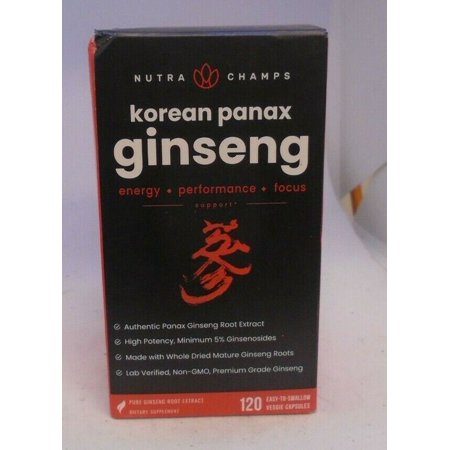 NUTRA CHAMPS
korean panax
ginseng
energy • performance • focus
support*
蔘
Authentic Panax Ginseng Root Extract
High Potency, Minimum 5% Ginsenosides
Made with Whole Dried Mature Ginseng Roots
Lab Verified, Non-GMO, Premium Grade Ginseng
PURE GINSENG ROOT EXTRACT
DIETARY SUPPLEMENT
120 EASY-TO-SWALLOW
VEGGIE CAPSULES